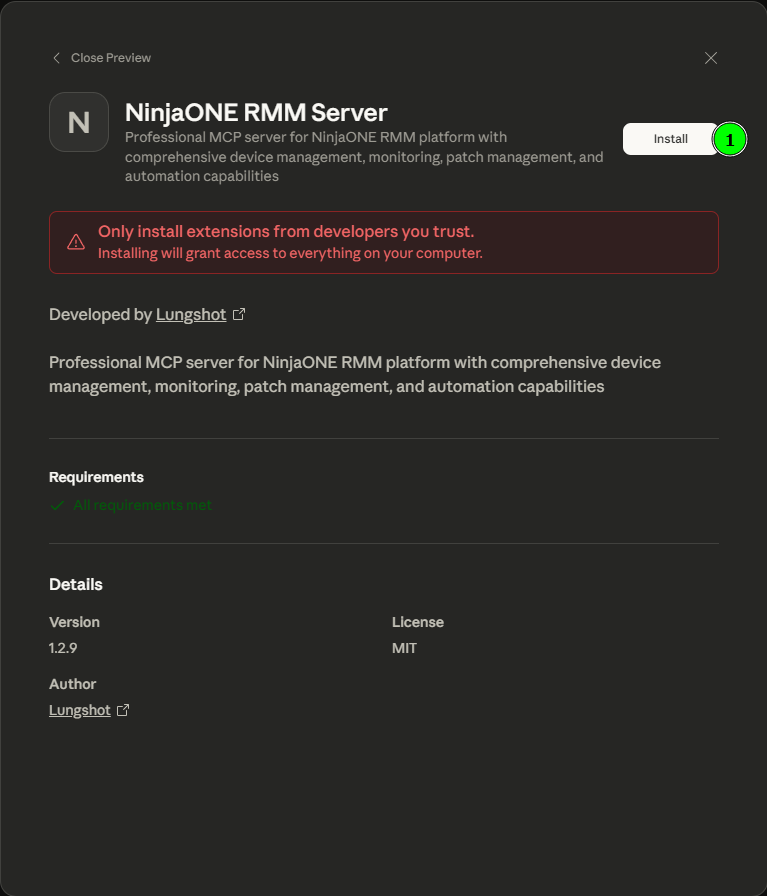 Close Preview
N
NinjaONE RMM Server
Professional MCP server for NinjaONE RMM platform with
comprehensive device management, monitoring, patch management, and
automation capabilities
Install
1
Only install extensions from developers you trust.
Installing will grant access to everything on your computer.
Developed by Lungshot
Professional MCP server for NinjaONE RMM platform with comprehensive device
management, monitoring, patch management, and automation capabilities
Requirements
All requirements met
Details
Version
1.2.9
License
MIT
Author
Lungshot